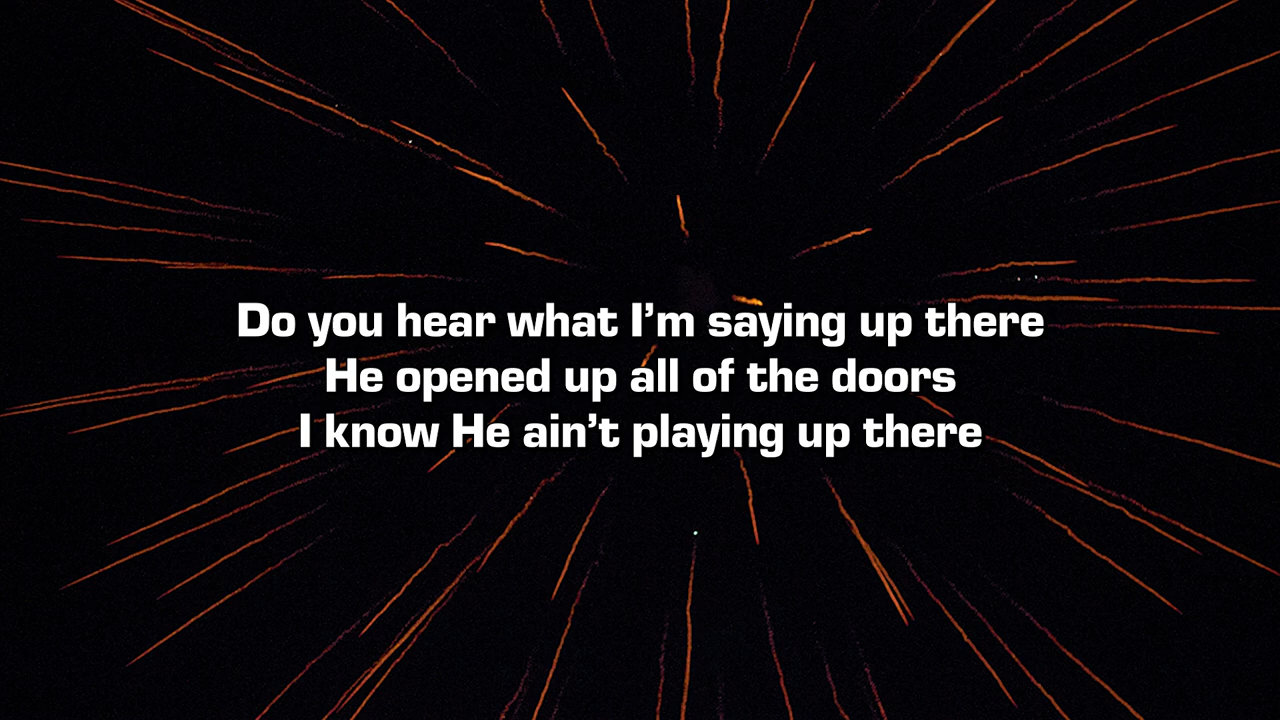 Do you hear what I’m saying up there
He opened up all of the doors
I know He ain’t playing up there